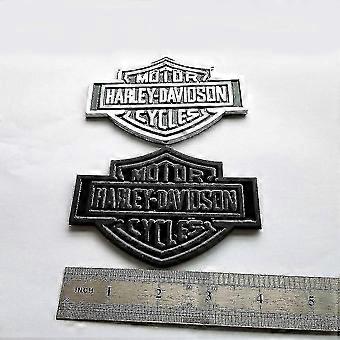 MOTOR
HARLEY-DAVIDSON
CYCLES
MOTOR
HARLEY-DAVIDSON
CYCLES
INCH 1 2 3 4 5